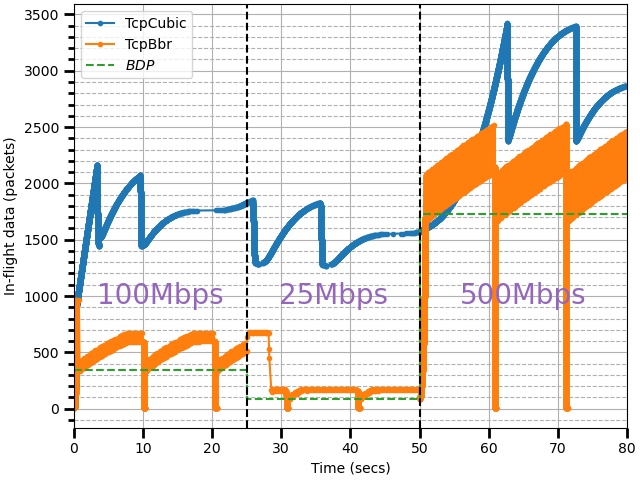 TcpCubic
TcpBbr
BDP
In-flight data (packets)
3500
3000
2500
2000
1500
1000
500
0
100Mbps 25Mbps 500Mbps
0 10 20 30 40 50 60 70 80
Time (secs)